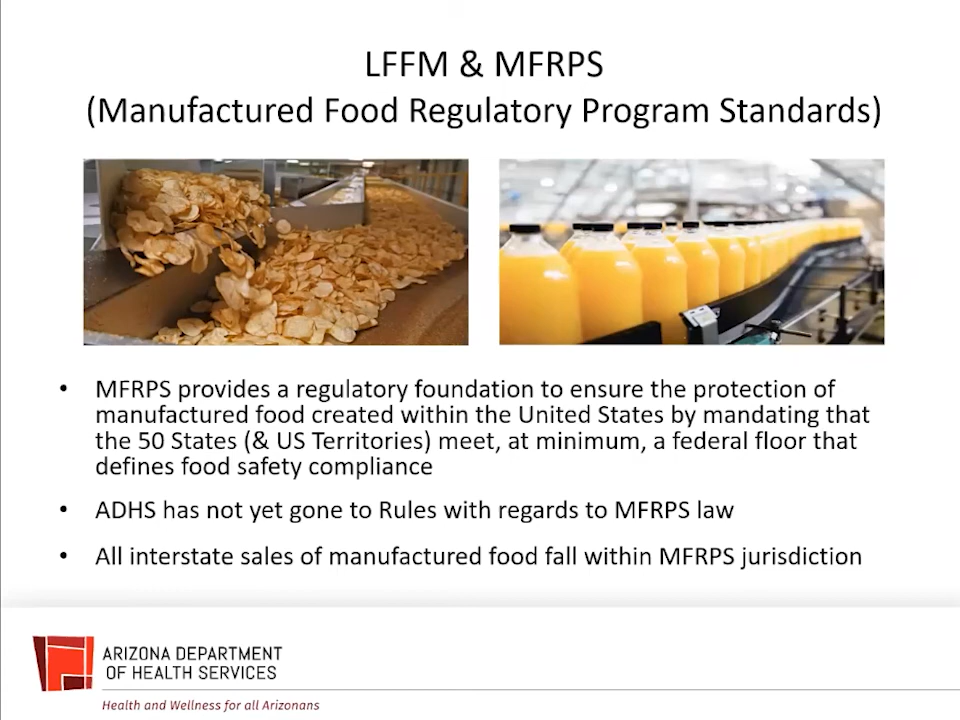 LFFM & MFRPS
(Manufactured Food Regulatory Program Standards)
• MFRPS provides a regulatory foundation to ensure the protection of
manufactured food created within the United States by mandating that
the 50 States (& US Territories) meet, at minimum, a federal floor that
defines food safety compliance
• ADHS has not yet gone to Rules with regards to MFRPS law
• All interstate sales of manufactured food fall within MFRPS jurisdiction
ARIZONA DEPARTMENT
OF HEALTH SERVICES
Health and Wellness for all Arizonans